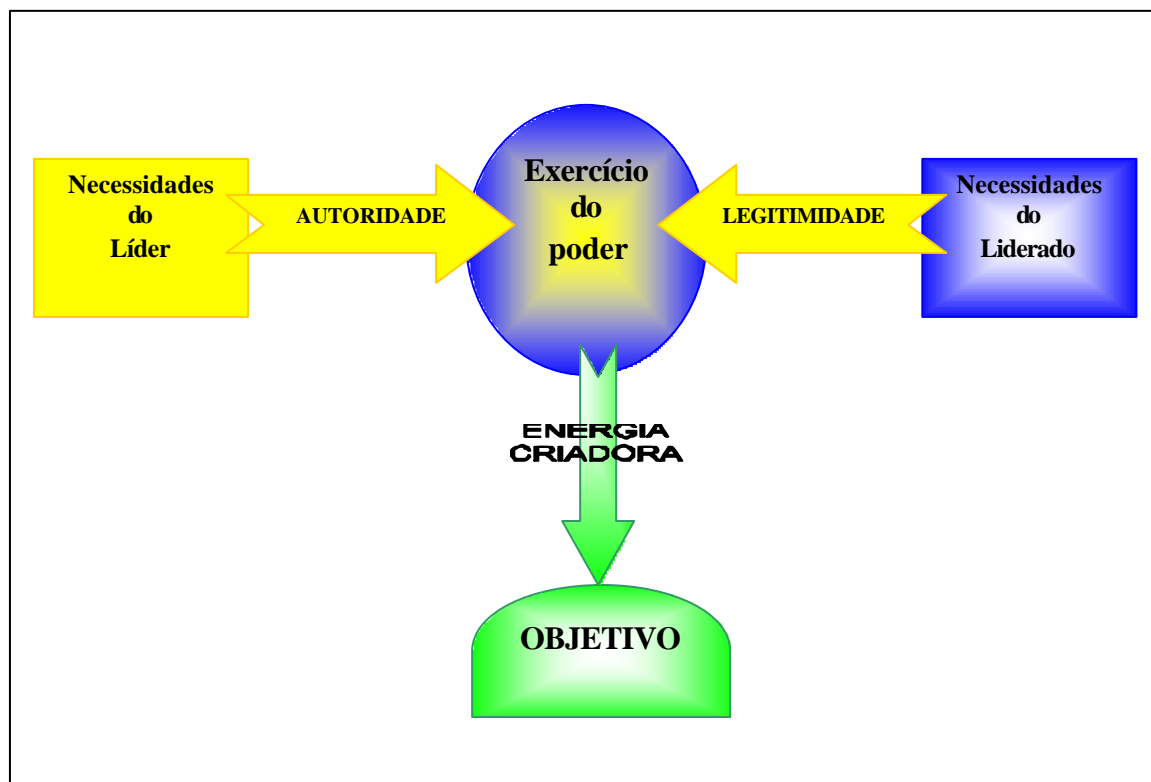 Necessidades
do
Líder
AUTORIDADE
Exercício
do
poder
LEGITIMIDADE
Necessidades
do
Liderado
ENERGIA
CRIADORA
OBJETIVO